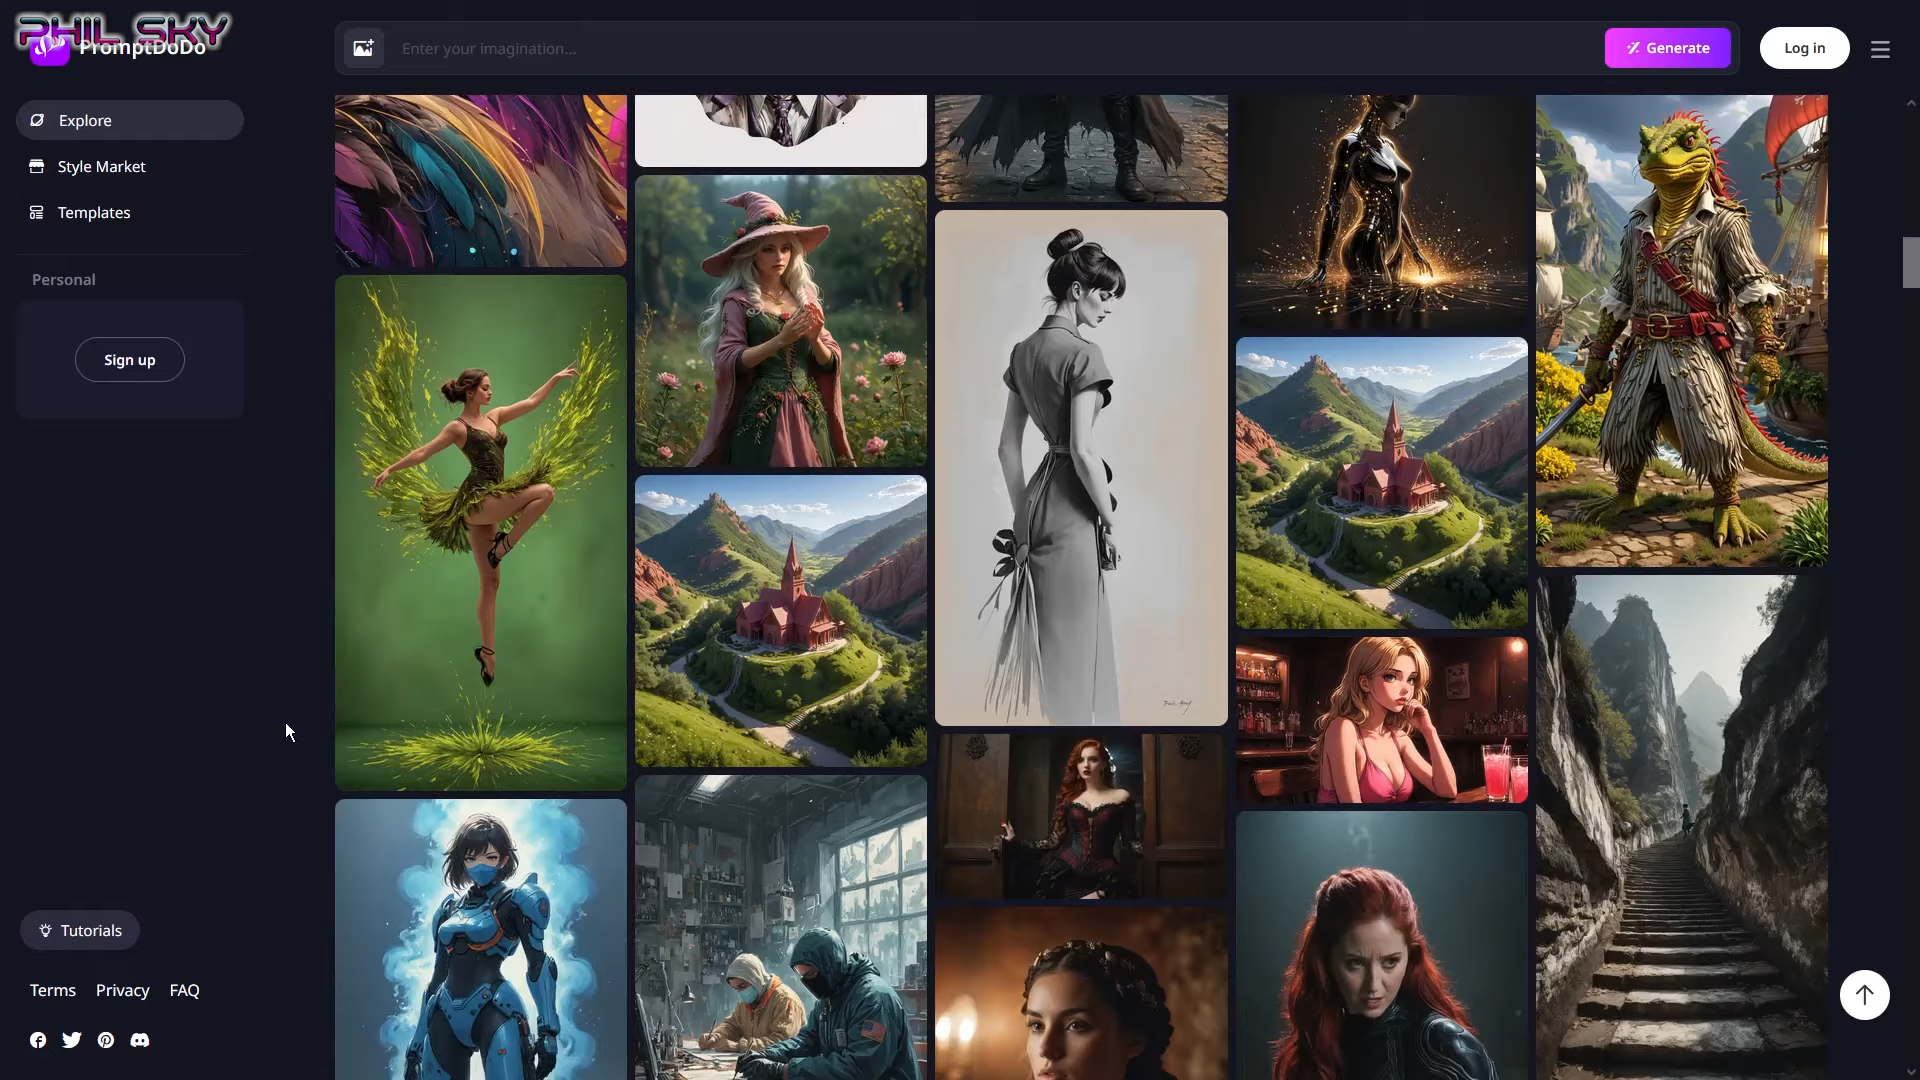 PHIL SKY
PromptDoDo
Enter your imagination...
Generate
Log in
Explore
Style Market
Templates
Personal
Sign up
Tutorials
Terms Privacy FAQ